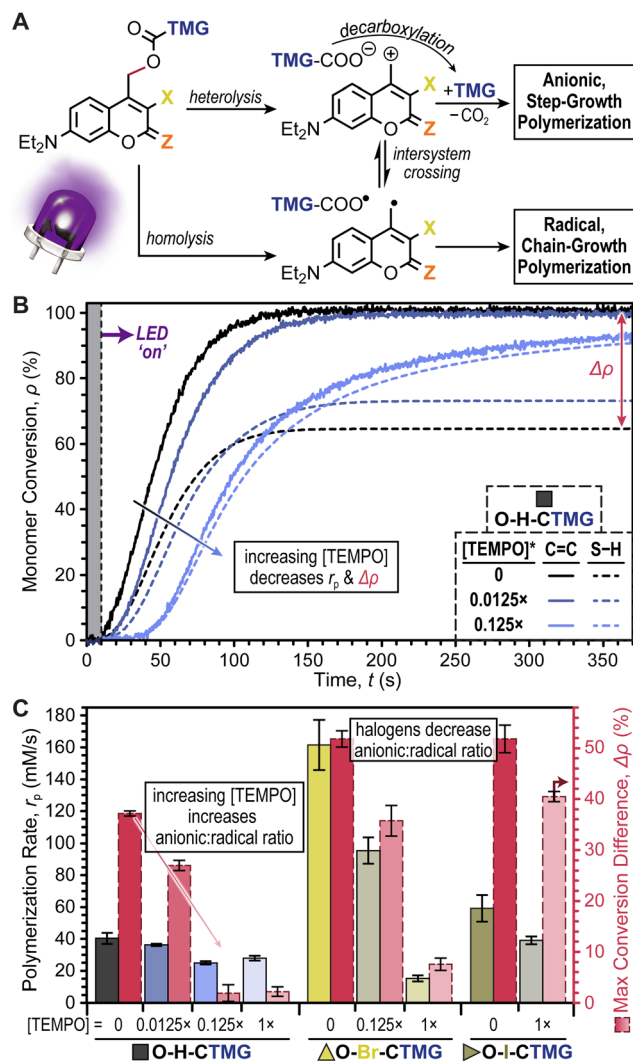 A
TMG
O
C
O
X
Et₂N
O
Z
heterolysis
homolysis
decarboxylation
TMG-COO⊖
⊕
X
Et₂N
O
Z
+TMG
−CO₂
Anionic,
Step-Growth
Polymerization
intersystem
crossing
TMG-COO•
•
X
Et₂N
O
Z
Radical,
Chain-Growth
Polymerization
B
Monomer Conversion, ρ (%)
100
80
60
40
20
0
LED
'on'
Δρ
increasing [TEMPO]
decreases rp & Δρ
O-H-CTMG
[TEMPO]* C=C S–H
0
0.0125×
0.125×
0 50 100 150 200 250 300 350
Time, t (s)
C
Polymerization Rate, rp (mM/s)
180
160
140
120
100
80
60
40
20
0
increasing [TEMPO]
increases
anionic:radical ratio
halogens decrease
anionic:radical ratio
50
40
30
20
10
0
Max Conversion Difference, Δρ (%)
[TEMPO] = 0 0.0125× 0.125× 1× 0 0.125× 1× 0 1×
O-H-CTMG O-Br-CTMG O-I-CTMG